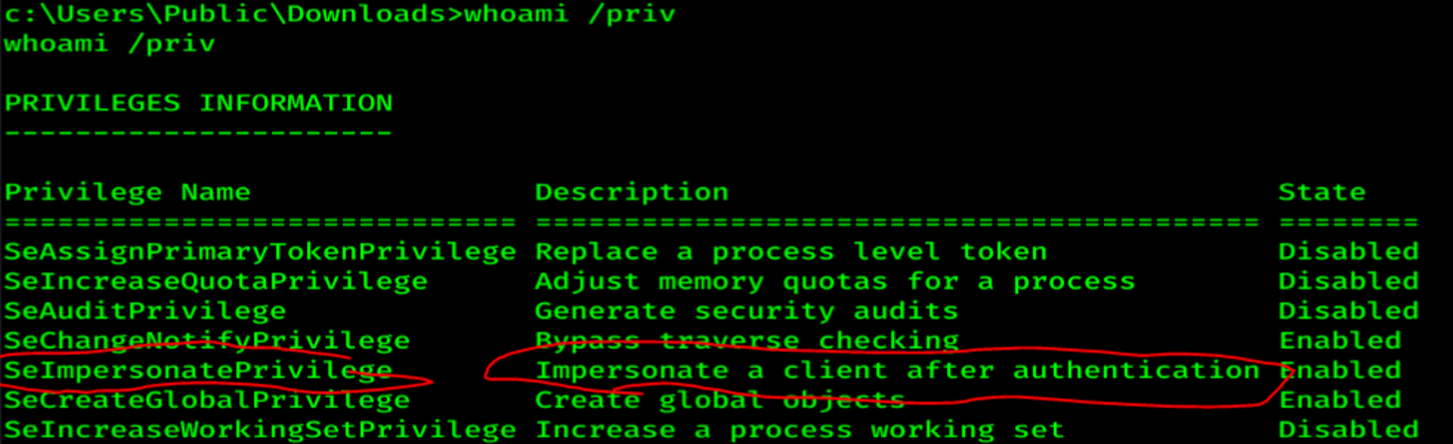 c:\Users\Public\Downloads>whoami /priv
whoami /priv
PRIVILEGES INFORMATION
----------------------
Privilege Name Description State
============================= ========================================= ========
SeAssignPrimaryTokenPrivilege Replace a process level token Disabled
SeIncreaseQuotaPrivilege Adjust memory quotas for a process Disabled
SeAuditPrivilege Generate security audits Disabled
SeChangeNotifyPrivilege Bypass traverse checking Enabled
SeImpersonatePrivilege Impersonate a client after authentication Enabled
SeCreateGlobalPrivilege Create global objects Enabled
SeIncreaseWorkingSetPrivilege Increase a process working set Disabled